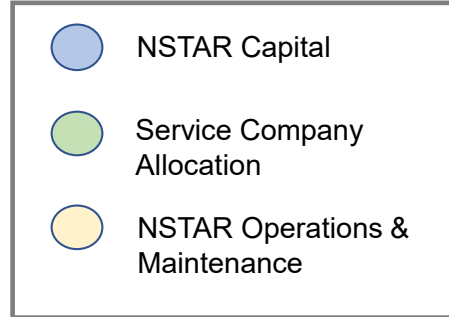 NSTAR Capital
Service Company
Allocation
NSTAR Operations &
Maintenance